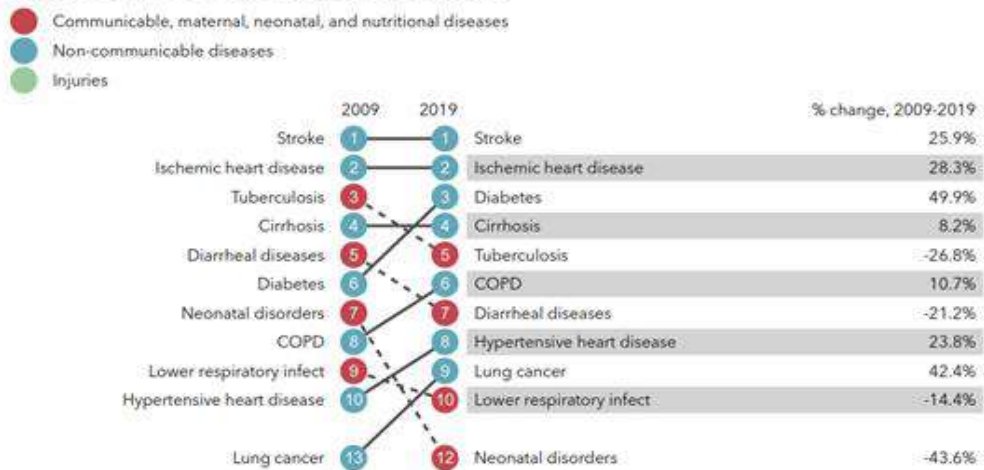 Communicable, maternal, neonatal, and nutritional diseases
Non-communicable diseases
Injuries
2009 2019 % change, 2009-2019
Stroke 1 1 Stroke 25.9%
Ischemic heart disease 2 2 Ischemic heart disease 28.3%
Tuberculosis 3 3 Diabetes 49.9%
Cirrhosis 4 4 Cirrhosis 8.2%
Diarrheal diseases 5 5 Tuberculosis -26.8%
Diabetes 6 6 COPD 10.7%
Neonatal disorders 7 7 Diarrheal diseases -21.2%
COPD 8 8 Hypertensive heart disease 23.8%
Lower respiratory infect 9 9 Lung cancer 42.4%
Hypertensive heart disease 10 10 Lower respiratory infect -14.4%
Lung cancer 13 12 Neonatal disorders -43.6%